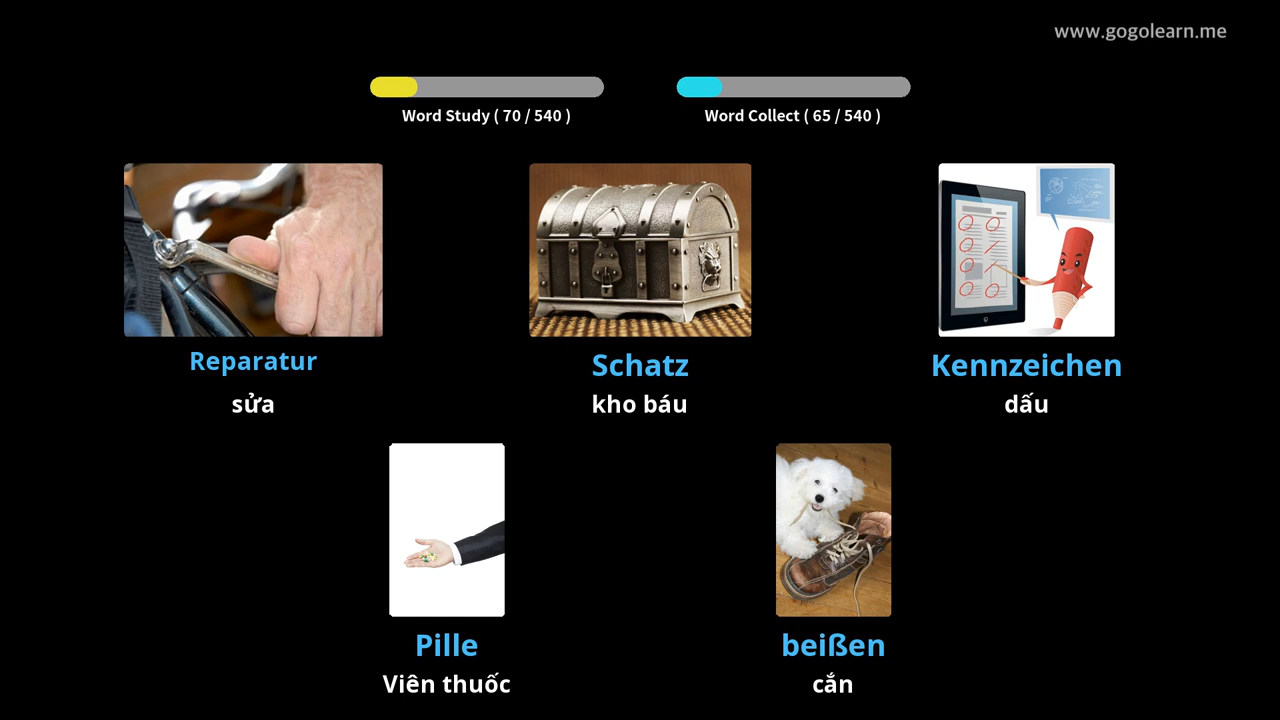 www.gogolearn.me
Word Study ( 70 / 540 )
Word Collect ( 65 / 540 )
Reparatur
sửa
Schatz
kho báu
Kennzeichen
dấu
Pille
Viên thuốc
beißen
cắn